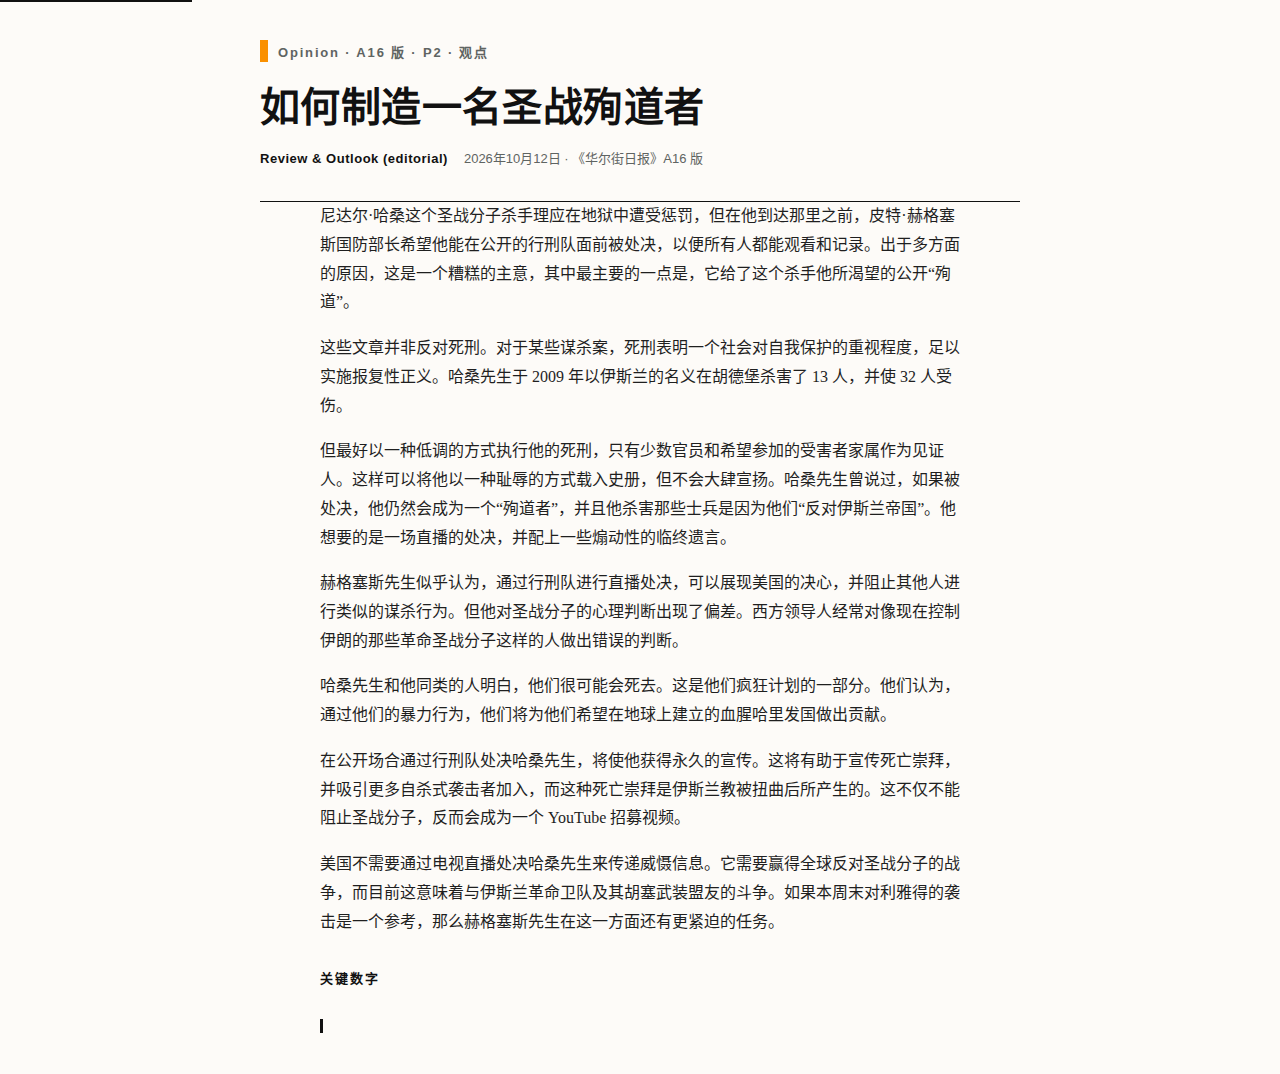 Opinion · A16 版 · P2 · 观点
如何制造一名圣战殉道者
Review & Outlook (editorial) 2026年10月12日 · 《华尔街日报》A16 版
尼达尔·哈桑这个圣战分子杀手理应在地狱中遭受惩罚，但在他到达那里之前，皮特·赫格塞
斯国防部长希望他能在公开的行刑队面前被处决，以便所有人都能观看和记录。出于多方面
的原因，这是一个糟糕的主意，其中最主要的一点是，它给了这个杀手他所渴望的公开“殉
道”。
这些文章并非反对死刑。对于某些谋杀案，死刑表明一个社会对自我保护的重视程度，足以
实施报复性正义。哈桑先生于 2009 年以伊斯兰的名义在胡德堡杀害了 13 人，并使 32 人受
伤。
但最好以一种低调的方式执行他的死刑，只有少数官员和希望参加的受害者家属作为见证
人。这样可以将他以一种耻辱的方式载入史册，但不会大肆宣扬。哈桑先生曾说过，如果被
处决，他仍然会成为一个“殉道者”，并且他杀害那些士兵是因为他们“反对伊斯兰帝国”。他
想要的是一场直播的处决，并配上一些煽动性的临终遗言。
赫格塞斯先生似乎认为，通过行刑队进行直播处决，可以展现美国的决心，并阻止其他人进
行类似的谋杀行为。但他对圣战分子的心理判断出现了偏差。西方领导人经常对像现在控制
伊朗的那些革命圣战分子这样的人做出错误的判断。
哈桑先生和他同类的人明白，他们很可能会死去。这是他们疯狂计划的一部分。他们认为，
通过他们的暴力行为，他们将为他们希望在地球上建立的血腥哈里发国做出贡献。
在公开场合通过行刑队处决哈桑先生，将使他获得永久的宣传。这将有助于宣传死亡崇拜，
并吸引更多自杀式袭击者加入，而这种死亡崇拜是伊斯兰教被扭曲后所产生的。这不仅不能
阻止圣战分子，反而会成为一个 YouTube 招募视频。
美国不需要通过电视直播处决哈桑先生来传递威慑信息。它需要赢得全球反对圣战分子的战
争，而目前这意味着与伊斯兰革命卫队及其胡塞武装盟友的斗争。如果本周末对利雅得的袭
击是一个参考，那么赫格塞斯先生在这一方面还有更紧迫的任务。
关键数字